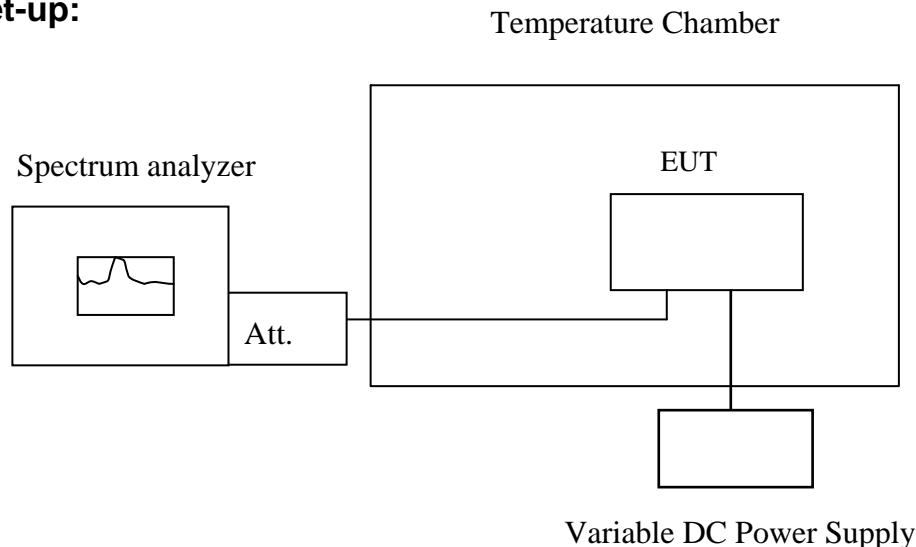 et-up:
Temperature Chamber
Spectrum analyzer
EUT
Att.
Variable DC Power Supply